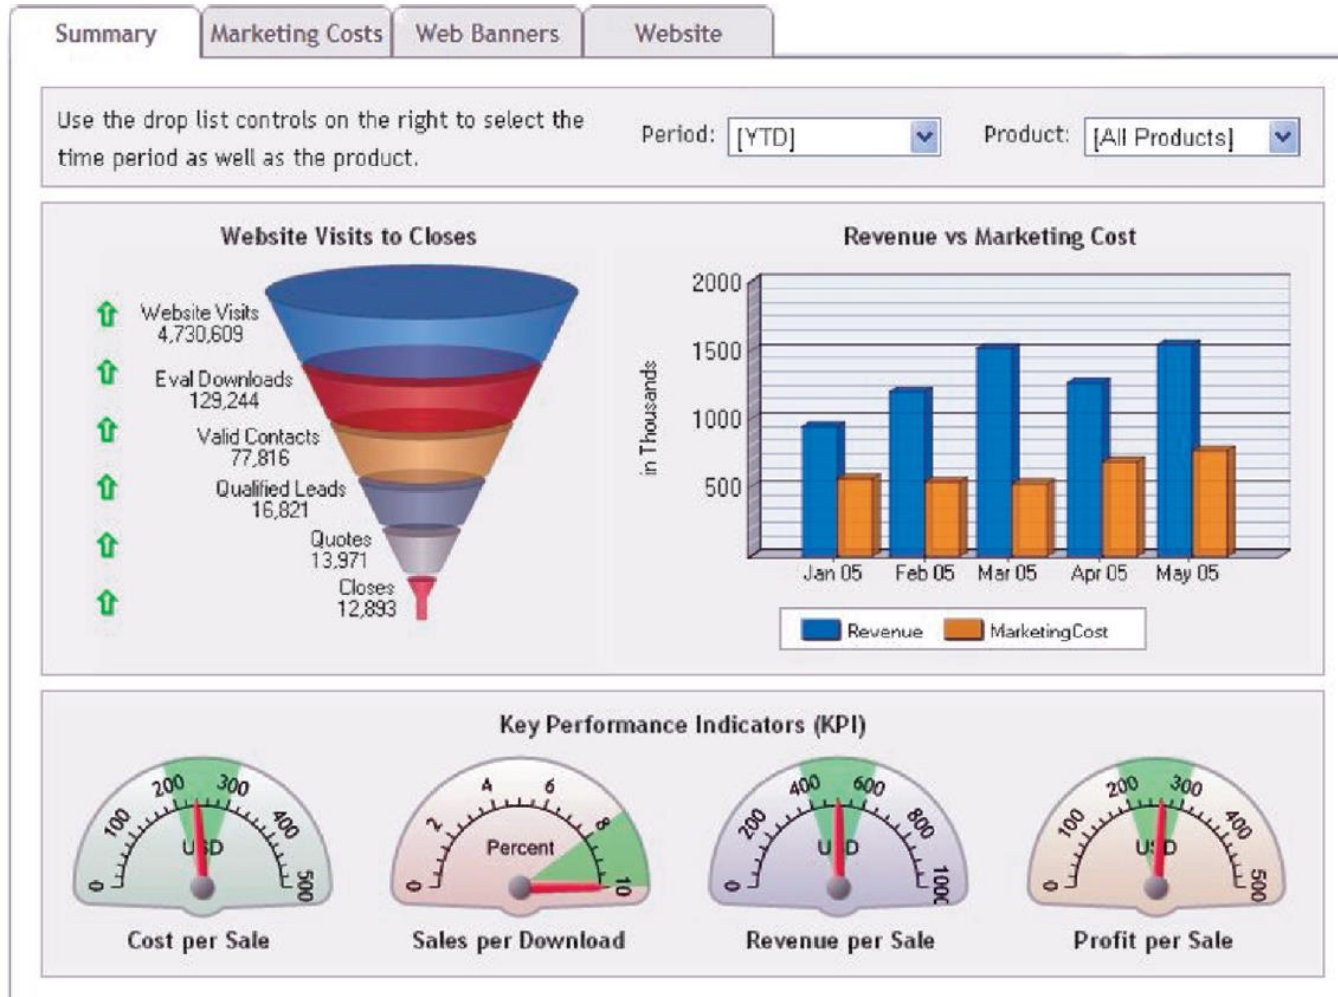 Summary
Marketing Costs
Web Banners
Website
Use the drop list controls on the right to select the
time period as well as the product.
Period: [YTD]
Product: [All Products]
Website Visits to Closes
Website Visits
4,730,609
Eval Downloads
129,244
Valid Contacts
77,816
Qualified Leads
16,821
Quotes
13,971
Closes
12,893
Revenue vs Marketing Cost
in Thousands
2000
1500
1000
500
Jan 05 Feb 05 Mar 05 Apr 05 May 05
Revenue MarketingCost
Key Performance Indicators (KPI)
0 100 200 300 400 500
USD
Cost per Sale
0 2 4 6 8 10
Percent
Sales per Download
0 200 400 600 800 1000
USD
Revenue per Sale
0 100 200 300 400 500
USD
Profit per Sale